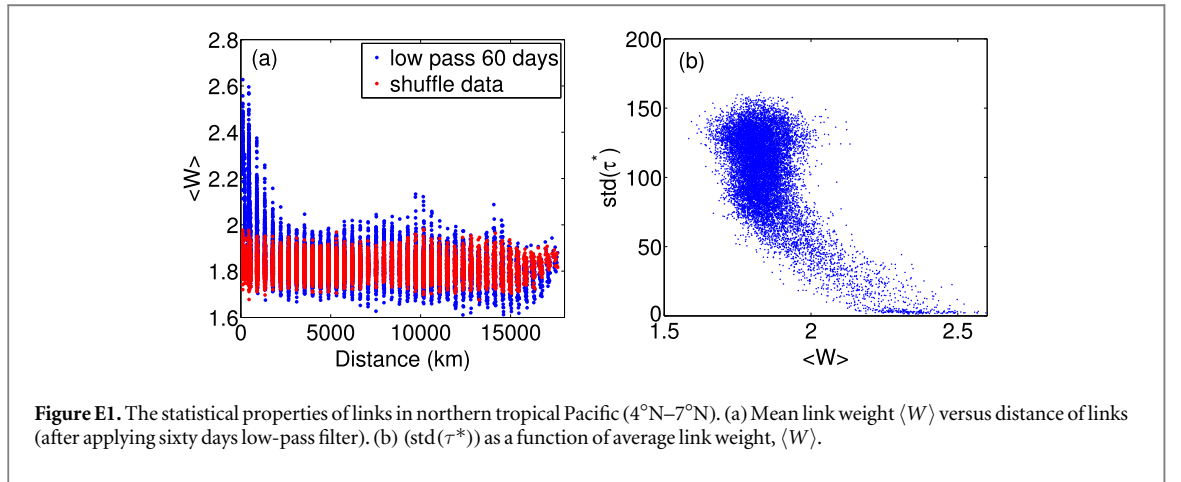 2.8
(a)
low pass 60 days
shuffle data
2.6
2.4
2.2
2
1.8
1.6
<W>
0
5000
10000
15000
Distance (km)
200
(b)
150
100
50
0
std(τ*)
1.5
2
2.5
<W>
Figure E1. The statistical properties of links in northern tropical Pacific (4°N–7°N). (a) Mean link weight ⟨W⟩ versus distance of links
(after applying sixty days low-pass filter). (b) (std(τ*)) as a function of average link weight, ⟨W⟩.